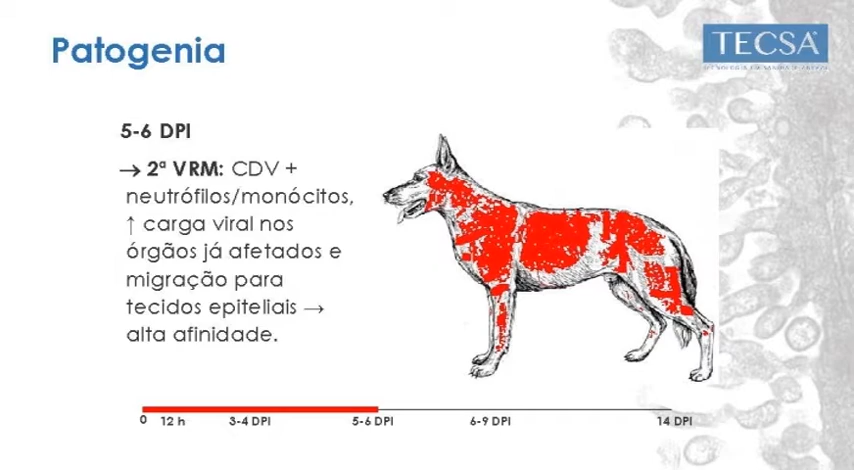 Patogenia
TECSA
5-6 DPI
→ 2ª VRM: CDV +
neutrófilos/monócitos,
↑ carga viral nos
órgãos já afetados e
migração para
tecidos epiteliais →
alta afinidade.
0 12 h 3-4 DPI 5-6 DPI 6-9 DPI 14 DPI